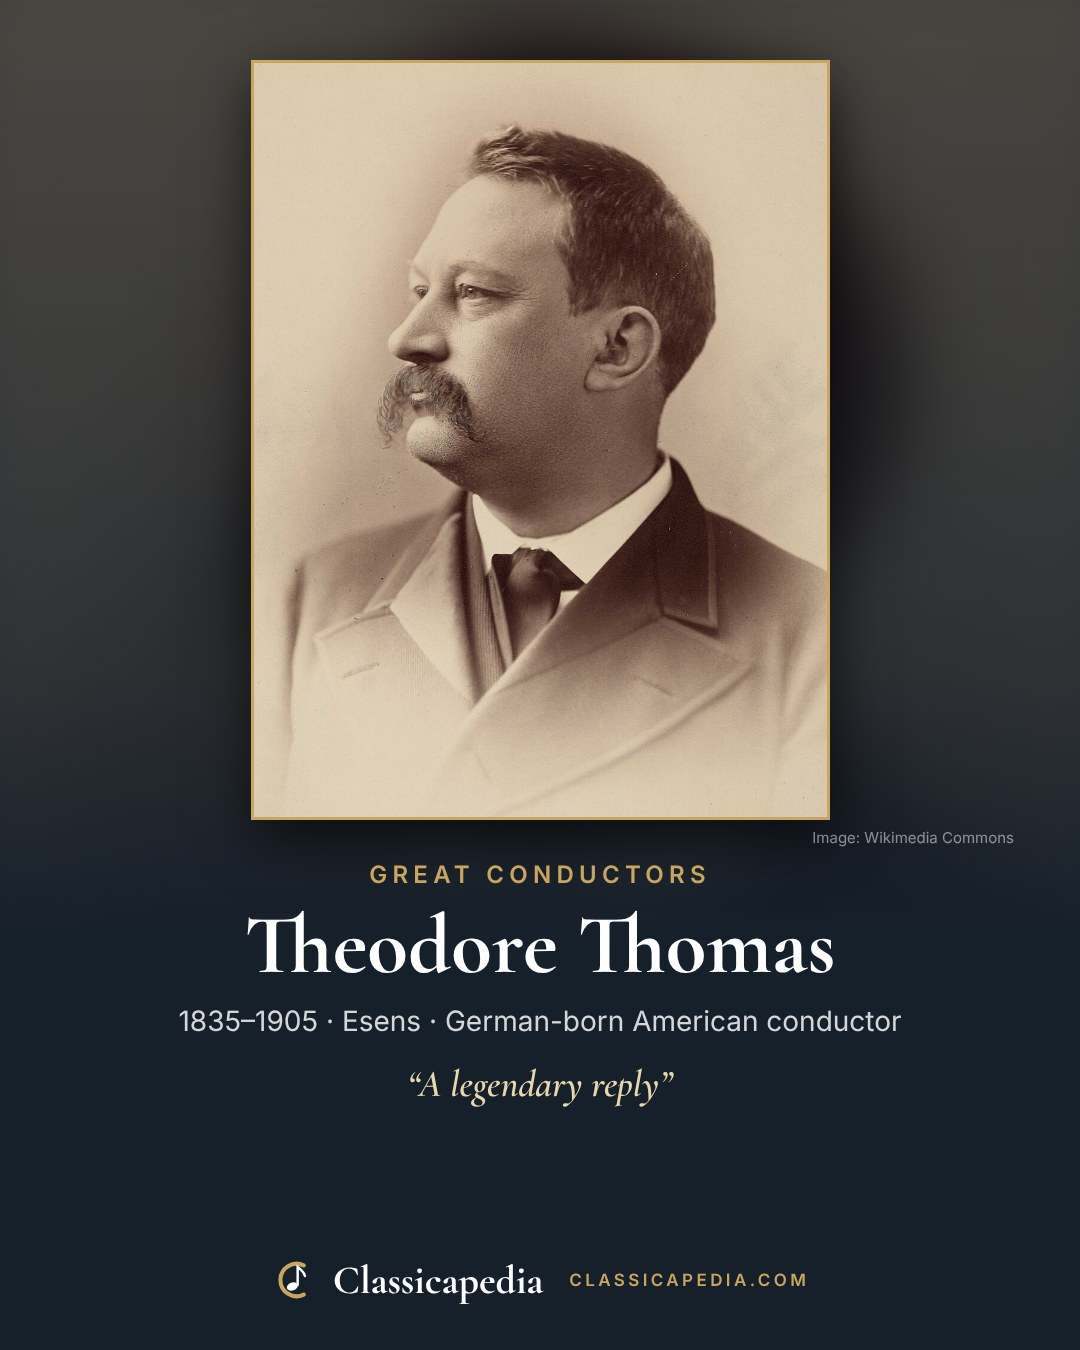 Image: Wikimedia Commons
GREAT CONDUCTORS
Theodore Thomas
1835–1905 · Esens · German-born American conductor
“A legendary reply”
Classicapedia CLASSICAPEDIA.COM